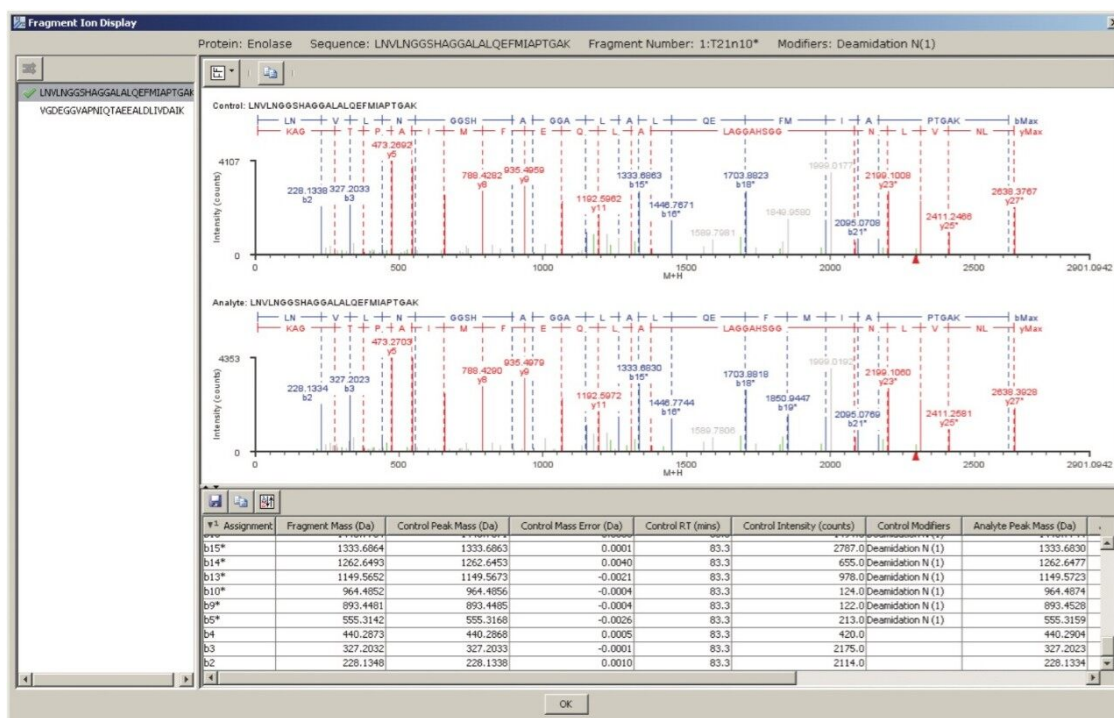 Fragment Ion Display
Protein: Enolase Sequence: LNVLNGGSHAGGALALQEFMIAPTGAK Fragment Number: 1:T21n10* Modifiers: Deamidation N(1)
LNVLNGGSHAGGALALQEFMIAPTGAK
VGDEGGVAPNIQTAEEALDLIVDAIK
Control: LNVLNGGSHAGGALALQEFMIAPTGAK
LN V L N GGSH A GGA L A L QE FM I A PTGAK bMax
KAG T P A I M F E Q L A LAGGAHSGG N L V NL yMax
4107
Intensity (counts)
0
228.1338
b2
327.2033
b3
473.2692
y5
788.4282
y8
935.4959
y9
1192.5962
y11
1333.6863
b15*
1446.7671
b16*
1589.7981
1703.8823
b18*
1849.9580
1999.0177
2095.0708
b21*
2199.1008
y23*
2411.2466
y25*
2638.3767
y27*
0 500 1000 1500 2000 2500 2901.0942
M+H
Analyte: LNVLNGGSHAGGALALQEFMIAPTGAK
LN V L N GGSH A GGA L A L QE F M I A PTGAK bMax
KAG T P A I M F E Q L A LAGGAHSGG N L V NL yMax
4353
Intensity (counts)
0
228.1334
b2
327.2023
b3
473.2703
y5
788.4290
y8
935.4979
y9
1192.5972
y11
1333.6830
b15*
1446.7744
b16*
1589.7806
1703.8818
b18*
1850.9447
b19*
1999.0192
2095.0769
b21*
2199.1060
y23*
2411.2581
y25*
2638.3928
y27*
0 500 1000 1500 2000 2500 2901.0942
M+H
1 Assignment Fragment Mass (Da) Control Peak Mass (Da) Control Mass Error (Da) Control RT (mins) Control Intensity (counts) Control Modifiers Analyte Peak Mass (Da)
b15* 1333.6864 1333.6863 0.0001 83.3 2787.0 Deamidation N (1) 1333.6830
b14* 1262.6493 1262.6453 0.0040 83.3 655.0 Deamidation N (1) 1262.6477
b13* 1149.5652 1149.5673 -0.0021 83.3 978.0 Deamidation N (1) 1149.5723
b10* 964.4852 964.4856 -0.0004 83.3 124.0 Deamidation N (1) 964.4874
b9* 893.4481 893.4485 -0.0004 83.3 122.0 Deamidation N (1) 893.4528
b5* 555.3142 555.3168 -0.0026 83.3 213.0 Deamidation N (1) 555.3159
b4 440.2873 440.2868 0.0005 83.3 420.0 440.2904
b3 327.2032 327.2033 -0.0001 83.3 2175.0 327.2023
b2 228.1348 228.1338 0.0010 83.3 2114.0 228.1334
OK